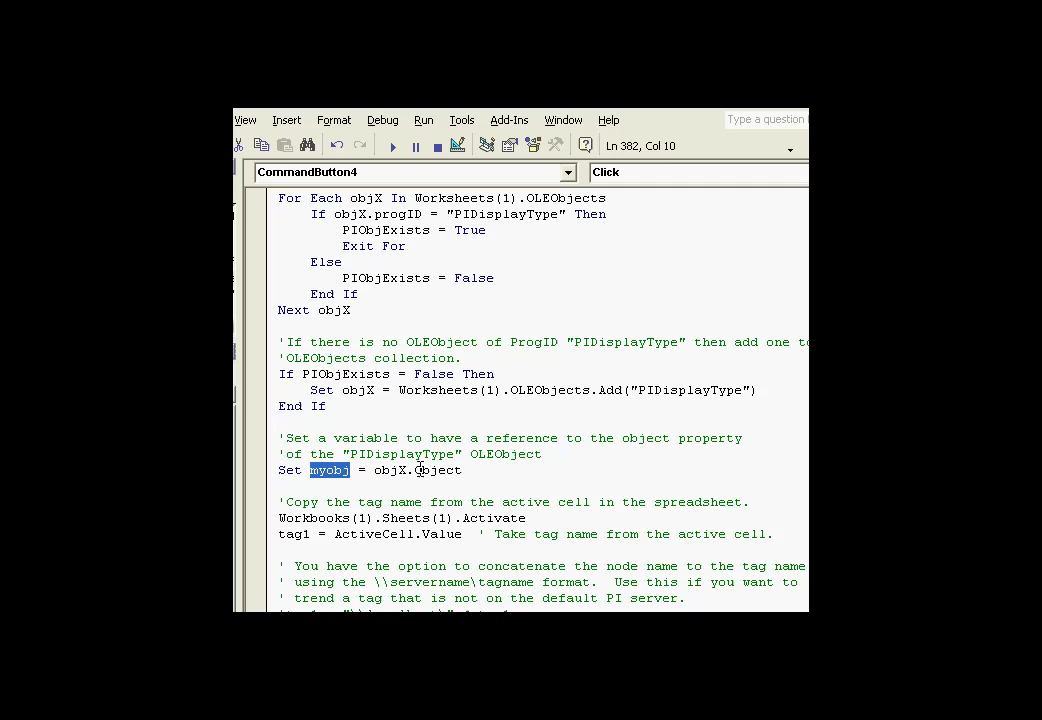 View Insert Format Debug Run Tools Add-Ins Window Help Type a question
Ln 382, Col 10
CommandButton4 Click
For Each objX In Worksheets(1).OLEObjects
If objX.progID = "PIDisplayType" Then
PIObjExists = True
Exit For
Else
PIObjExists = False
End If
Next objX
'If there is no OLEObject of ProgID "PIDisplayType" then add one to
'OLEObjects collection.
If PIObjExists = False Then
Set objX = Worksheets(1).OLEObjects.Add("PIDisplayType")
End If
'Set a variable to have a reference to the object property
'of the "PIDisplayType" OLEObject
Set myobj = objX.Object
'Copy the tag name from the active cell in the spreadsheet.
Workbooks(1).Sheets(1).Activate
tag1 = ActiveCell.Value ' Take tag name from the active cell.
' You have the option to concatenate the node name to the tag name
' using the \\servername\tagname format. Use this if you want to
' trend a tag that is not on the default PI server.